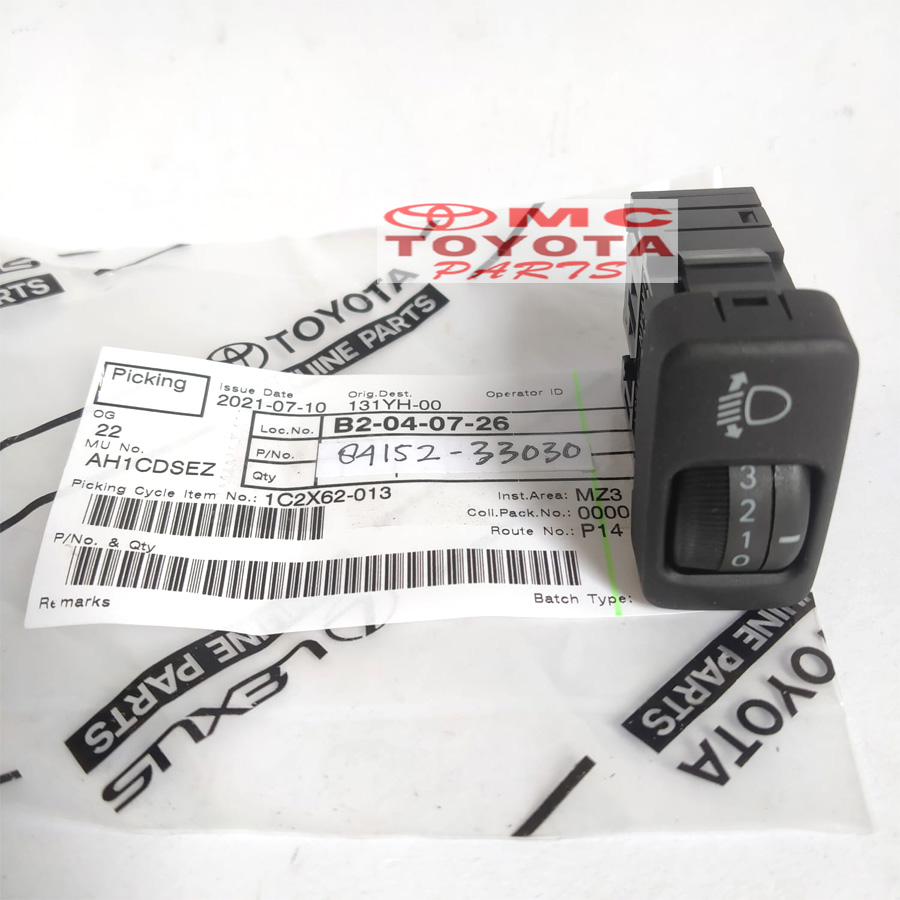 MC
TOYOTA
PARTS
LEXUS
PARTS
TOYOTA
GENUINE PARTS
Picking
Issue Date
2021-07-10
Orig.Dest.
131YH-00
Operator ID
OG
22
Loc.No. B2-04-07-26
MU No.
AH1CDSEZ
P/No. 84152-33030
Qty
Picking Cycle Item No.: 1C2X62-013
Inst.Area: MZ3
Coll.Pack.No.: 0000
Route No.: P14
P/No. & Qty
Remarks
Batch Type:
3
2
1
0
GENUINE PARTS
LEXUS
GENUINE PARTS
TOYOTA